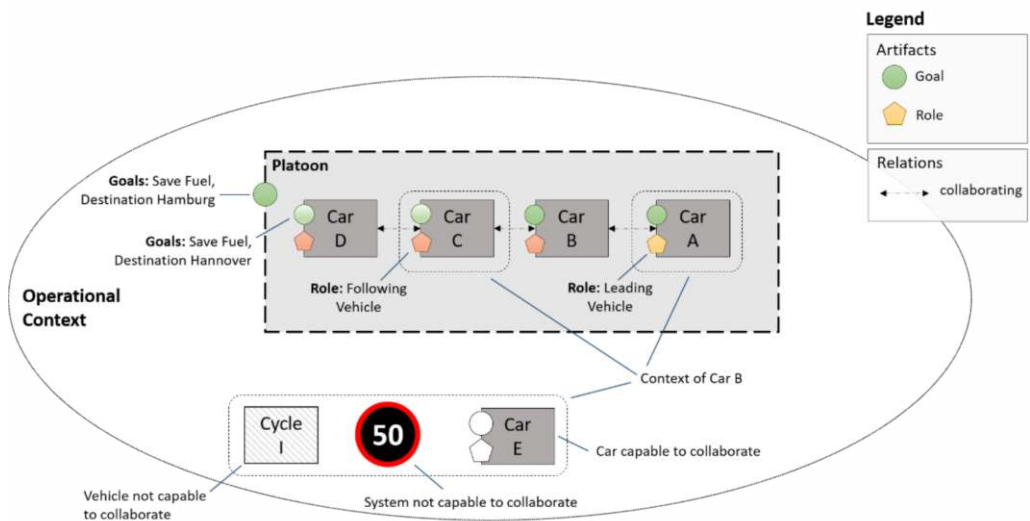 Legend
Artifacts
Goal
Role
Relations
collaborating
Platoon
Goals: Save Fuel,
Destination Hamburg
Car
D
Car
C
Car
B
Car
A
Goals: Save Fuel,
Destination Hannover
Role: Following
Vehicle
Role: Leading
Vehicle
Operational
Context
Context of Car B
Cycle
I
50
Car
E
Car capable to collaborate
Vehicle not capable
to collaborate
System not capable to collaborate